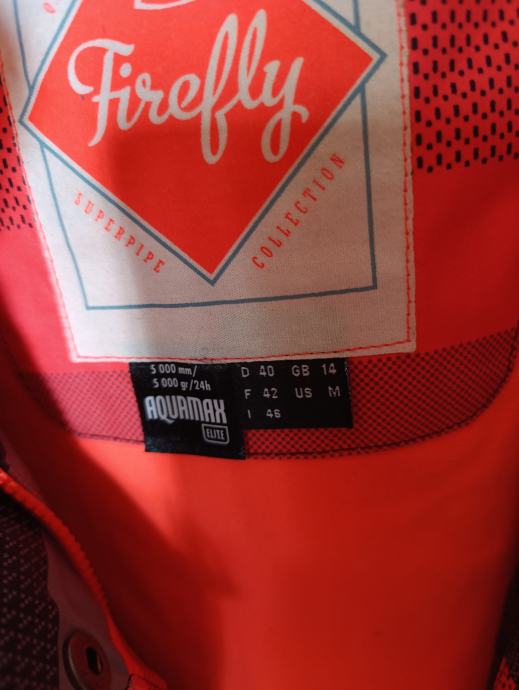 Firefly
SUPERPIPE
COLLECTION
5 000 mm/
5 000 gr/24h
AQUAMAX
ELITE
D 40 GB 14
F 42 US M
I 46